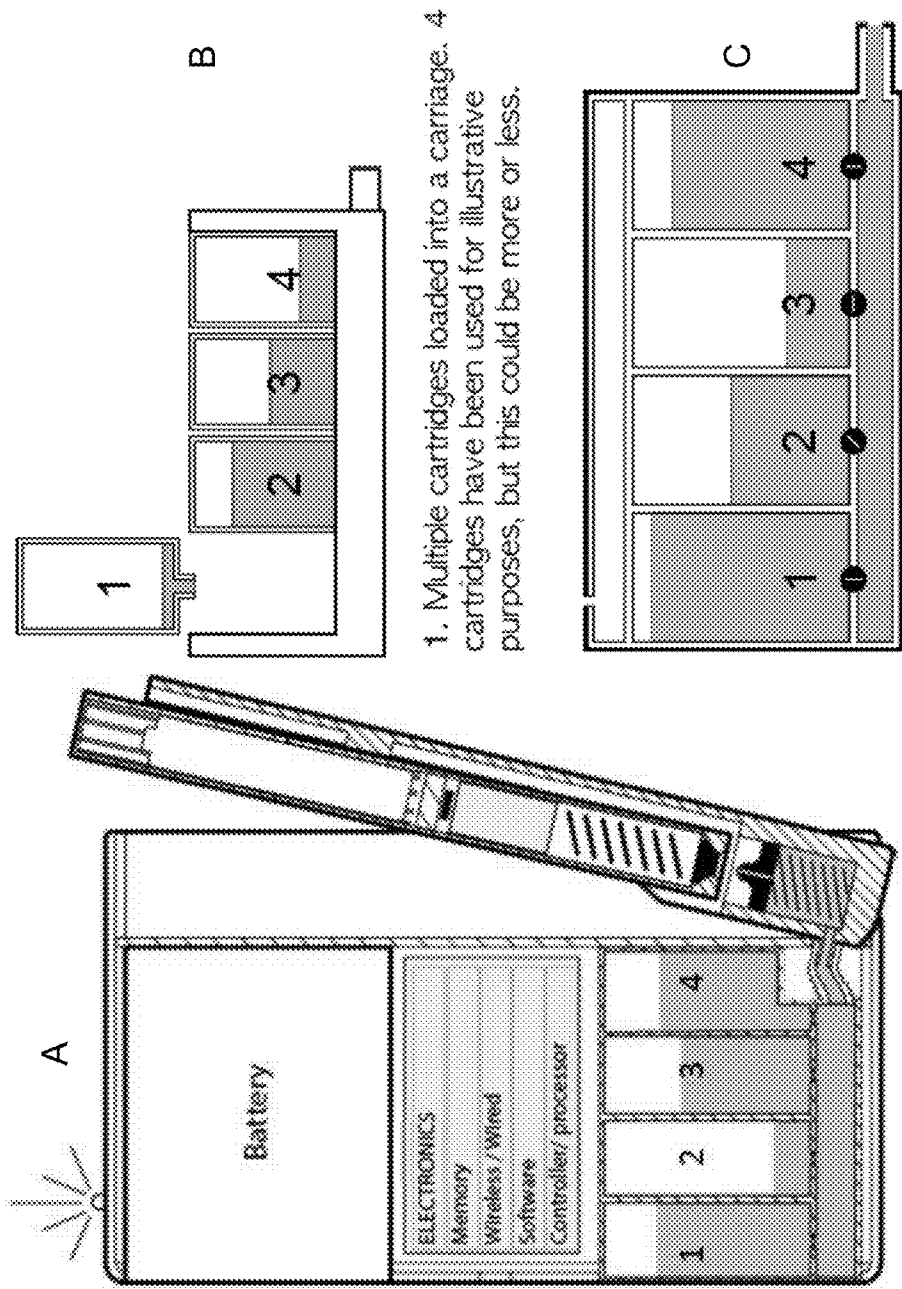 A
Battery
ELECTRONICS
Memory
Wireless / Wired
Software
Controller/ processor
1
2
3
4
B
1
2
3
4
1. Multiple cartridges loaded into a carriage. 4
cartridges have been used for illustrative
purposes, but this could be more or less.
C
1
2
3
4